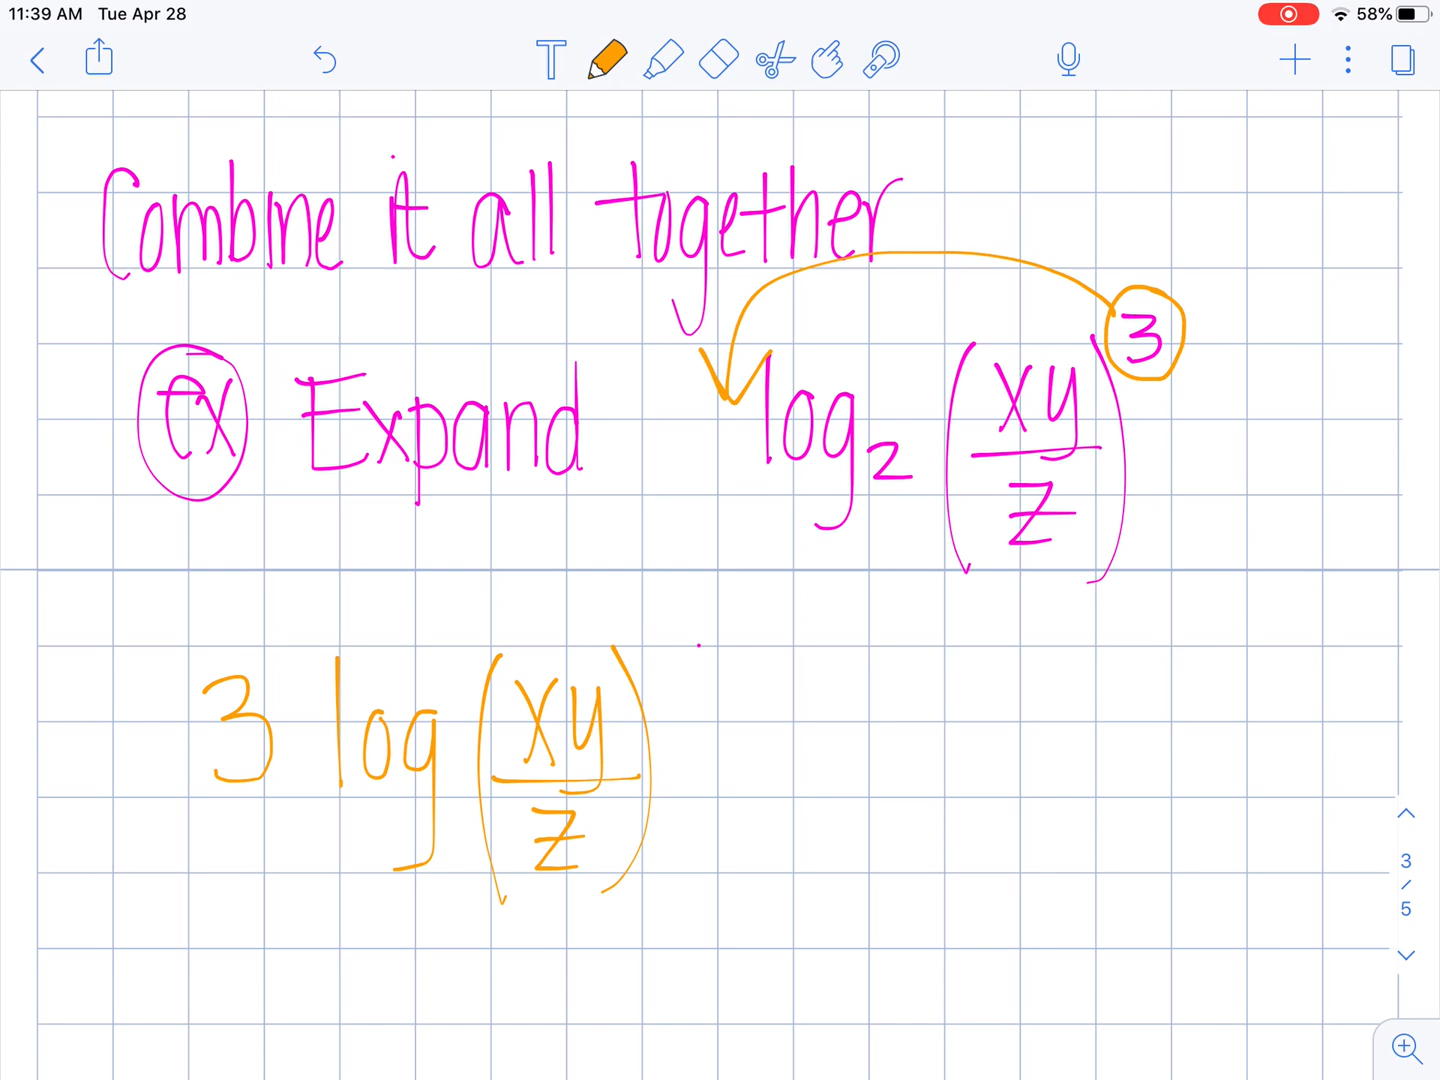 11:39 AM Tue Apr 28 58%
T
Combine it all together
Ex Expand log₂ (xy/z)³
3 log (xy/z)
3
/
5